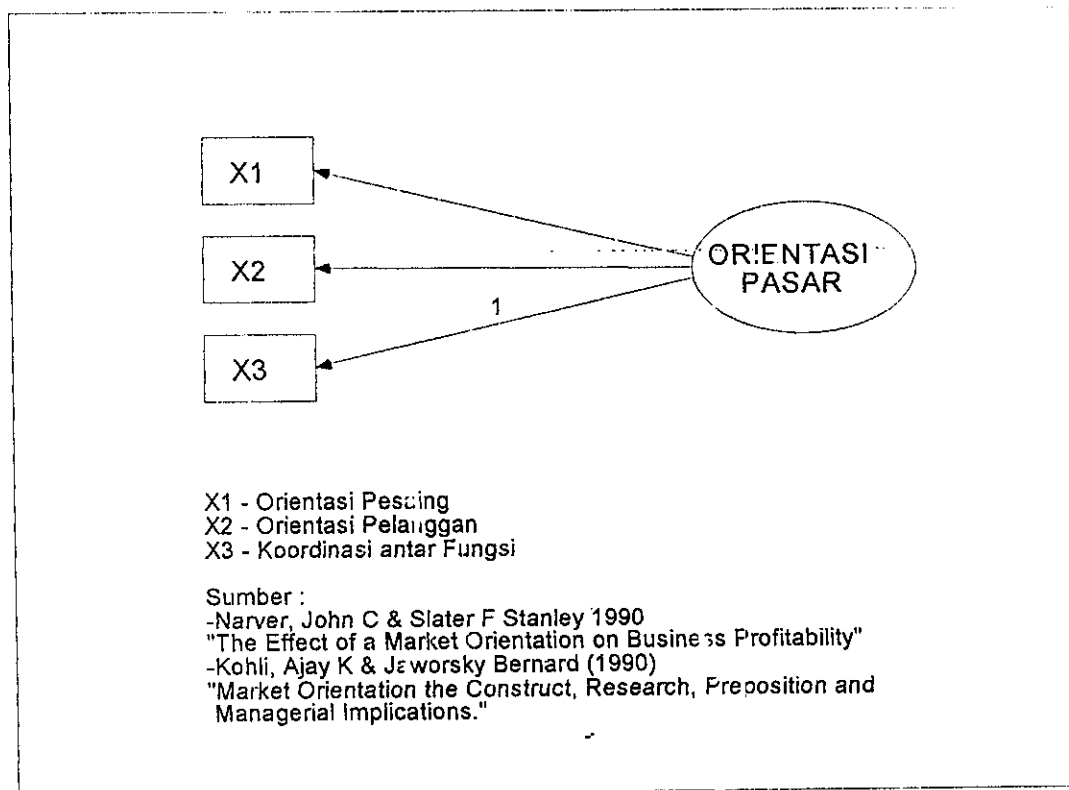 X1
X2
X3
1
ORIENTASI
PASAR
X1 - Orientasi Pesaing
X2 - Orientasi Pelanggan
X3 - Koordinasi antar Fungsi
Sumber :
-Narver, John C & Slater F Stanley 1990
"The Effect of a Market Orientation on Business Profitability"
-Kohli, Ajay K & Jaworsky Bernard (1990)
"Market Orientation the Construct, Research, Preposition and
Managerial Implications."